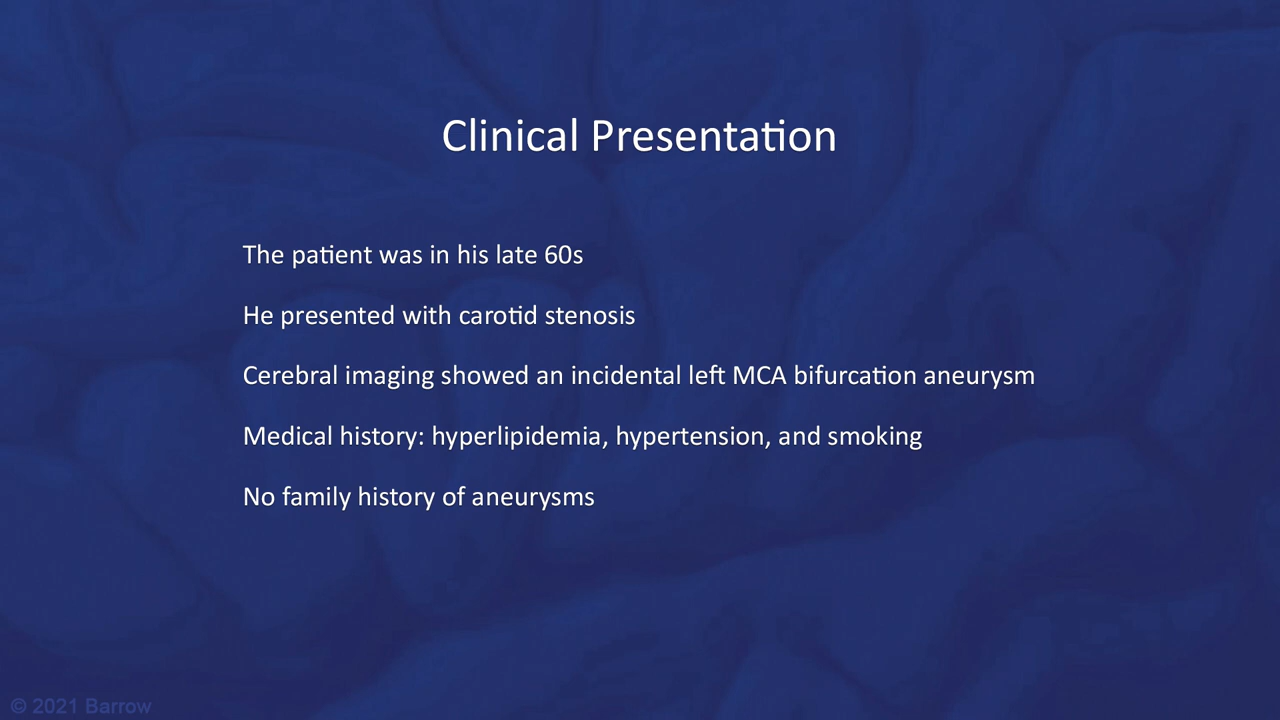 Clinical Presentation
The patient was in his late 60s
He presented with carotid stenosis
Cerebral imaging showed an incidental left MCA bifurcation aneurysm
Medical history: hyperlipidemia, hypertension, and smoking
No family history of aneurysms
© 2021 Barrow